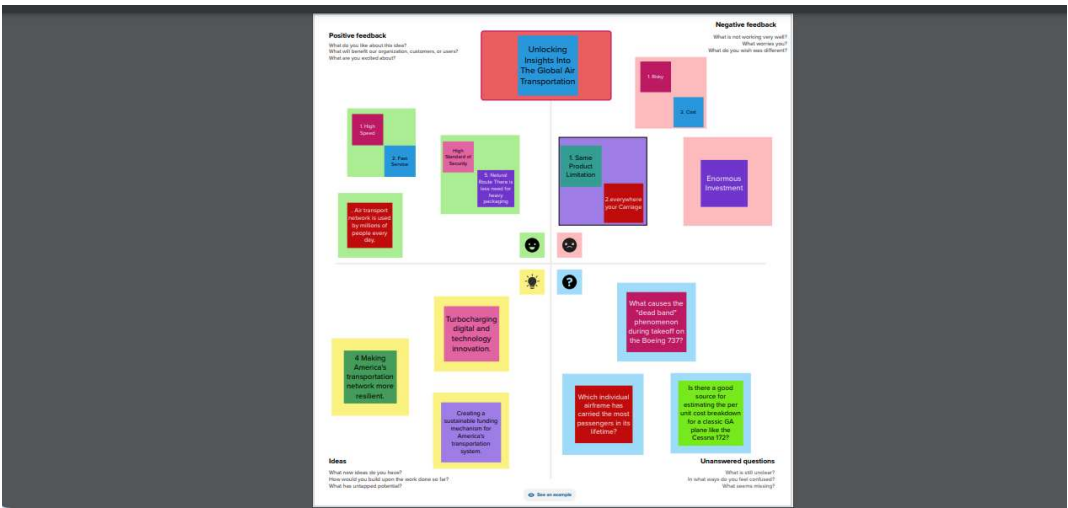 Positive feedback
What do you like about this idea?
What will benefit our organization, customers, or users?
What are you excited about?
Unlocking
Insights Into
The Global Air
Transportation
Negative feedback
What is not working very well?
What worries you?
What do you wish was different?
1. High
Speed
2. Fast
Service
High
Standard of
Security
5. Natural
Route There is
less need for
heavy
packaging
Air transport
network is used
by millions of
people every
day,
1. Same
Product
Limitation
2.everywhere
your Carriage
1. Risky
2. Cost
Enormous
Investment
Turbocharging
digital and
technology
innovation.
4 Making
America's
transportation
network more
resilient.
Creating a
sustainable funding
mechanism for
America's
transportation
system.
Ideas
What new ideas do you have?
How would you build upon the work done so far?
What has untapped potential?
?
What causes the
"dead band"
phenomenon
during takeoff on
the Boeing 737?
Which individual
airframe has
carried the most
passengers in its
lifetime?
Is there a good
source for
estimating the per
unit cost breakdown
for a classic GA
plane like the
Cessna 172?
Unanswered questions
What is still unclear?
In what ways do you feel confused?
What seems missing?
See an example